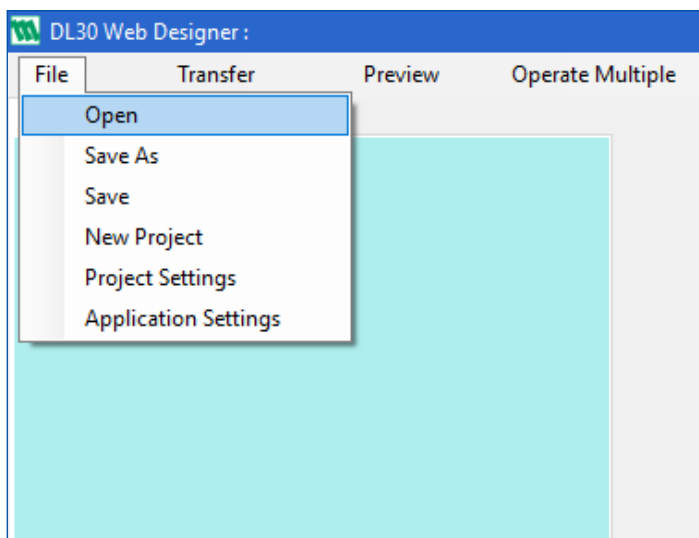 DL30 Web Designer :
File Transfer Preview Operate Multiple
Open
Save As
Save
New Project
Project Settings
Application Settings